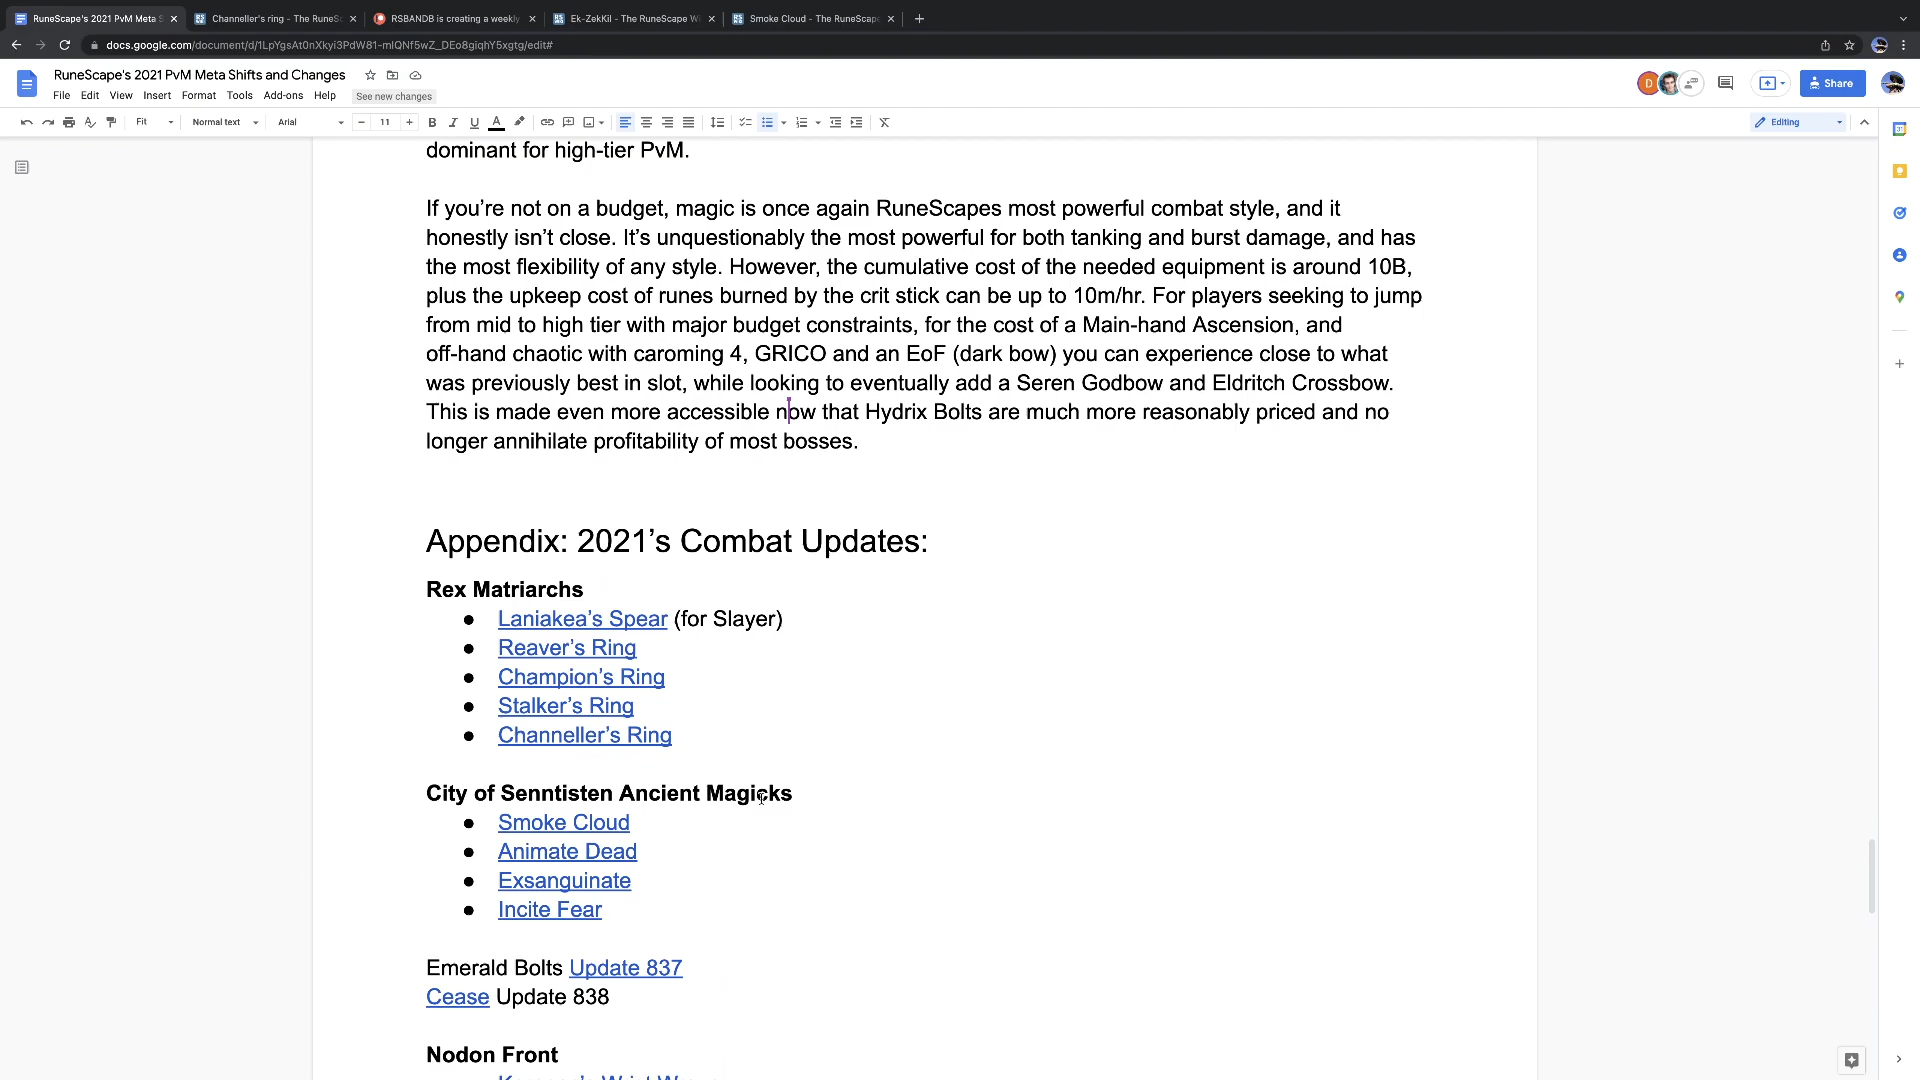 RuneScape's 2021 PvM Meta S
Channeller's ring - The RuneSc
RSBANDB is creating a weekly
Ek-ZekKil - The RuneScape Wi
Smoke Cloud - The RuneScape
docs.google.com/document/d/1LpYgsAt0nXkyi3PdW81-mlQNf5wZ_DEo8giqhY5xgtg/edit#
RuneScape's 2021 PvM Meta Shifts and Changes
File Edit View Insert Format Tools Add-ons Help See new changes
D
Share
Fit Normal text Arial 11 B I U A Editing
dominant for high-tier PvM.
If you’re not on a budget, magic is once again RuneScapes most powerful combat style, and it
honestly isn’t close. It’s unquestionably the most powerful for both tanking and burst damage, and has
the most flexibility of any style. However, the cumulative cost of the needed equipment is around 10B,
plus the upkeep cost of runes burned by the crit stick can be up to 10m/hr. For players seeking to jump
from mid to high tier with major budget constraints, for the cost of a Main-hand Ascension, and
off-hand chaotic with caroming 4, GRICO and an EoF (dark bow) you can experience close to what
was previously best in slot, while looking to eventually add a Seren Godbow and Eldritch Crossbow.
This is made even more accessible now that Hydrix Bolts are much more reasonably priced and no
longer annihilate profitability of most bosses.
Appendix: 2021’s Combat Updates:
Rex Matriarchs
● Laniakea’s Spear (for Slayer)
● Reaver’s Ring
● Champion’s Ring
● Stalker’s Ring
● Channeller’s Ring
City of Senntisten Ancient Magicks
● Smoke Cloud
● Animate Dead
● Exsanguinate
● Incite Fear
Emerald Bolts Update 837
Cease Update 838
Nodon Front